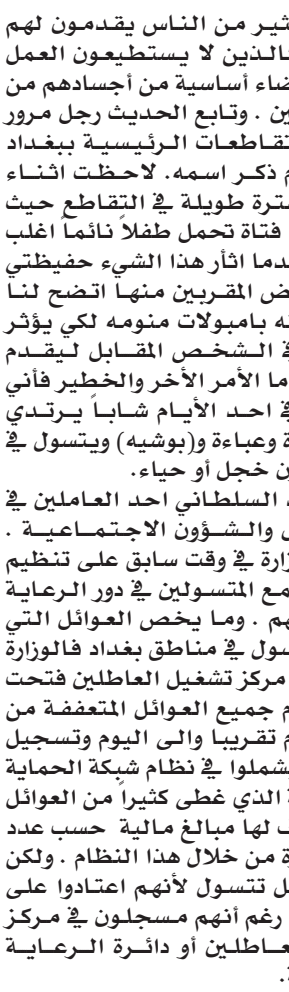 ثير من الناس يقدمون لهم
الذين لا يستطيعون العمل
ضاء أساسية من أجسادهم من
ين . وتابع الحديث رجل مرور
تقاطعات الرئيسية ببغداد
م ذكر اسمه. لاحظت اثناء
ترة طويلة في التقاطع حيث
فتاة تحمل طفلاً نائماً اغلب
دما اثأر هذا الشيء حفيظتي
ض المقربين منها اتضح لنا
ه بامبولات منومه لكي يؤثر
في الشخص المقابل ليقدم
ما الأمر الأخر والخطير فأني
في احد الأيام شاباً يرتدي
ة وعباءة و(بوشيه) ويتسول في
ن خجل أو حياء.
السلطاني احد العاملين في
والشؤون الاجتماعية .
زارة في وقت سابق على تنظيم
مع المتسولين في دور الرعاية
هم . وما يخص العوائل التي
سول في مناطق بغداد فالوزارة
مركز تشغيل العاطلين فتحت
م جميع العوائل المتعففة من
م تقريبا والى اليوم وتسجيل
شملوا في نظام شبكة الحماية
ة الذي غطى كثيراً من العوائل
ف لها مبالغ مالية حسب عدد
رة من خلال هذا النظام . ولكن
ل تتسول لأنهم اعتادوا على
رغم أنهم مسجلون في مركز
عاطلين أو دائرة الرعاية
.